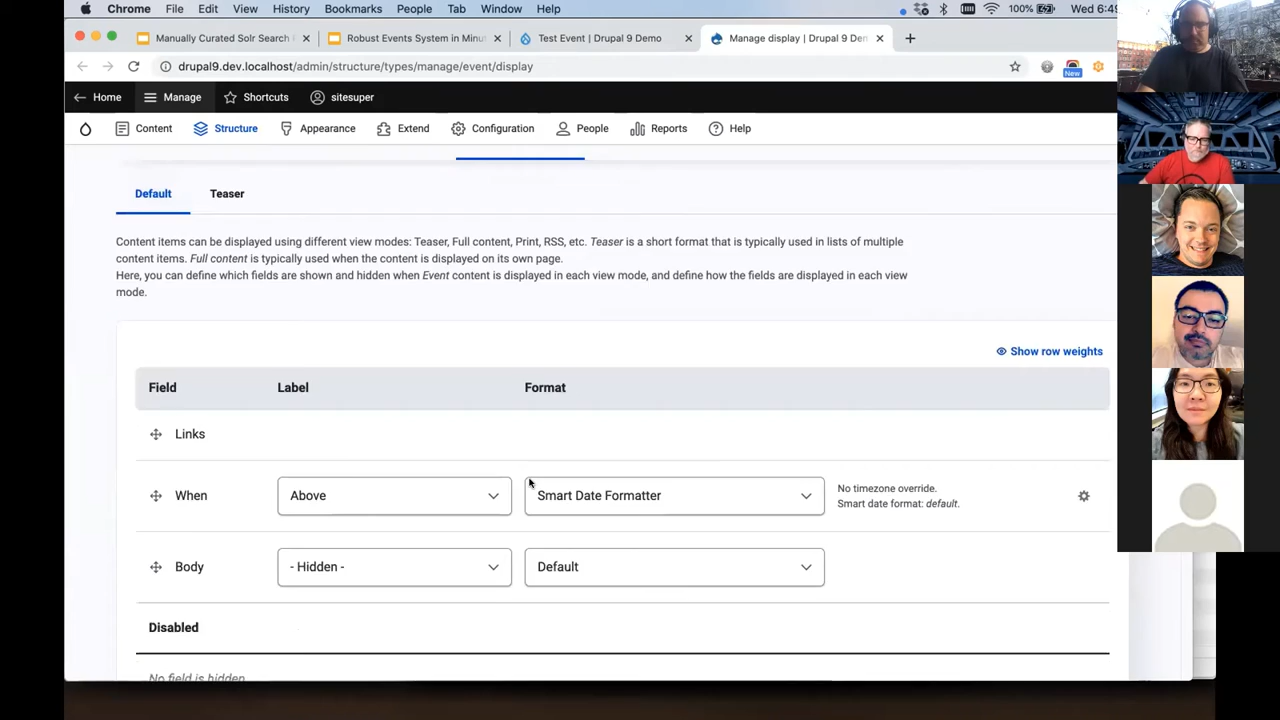 Chrome File Edit View History Bookmarks People Tab Window Help 100% Wed 6:49
Manually Curated Solr Search Robust Events System in Minut Test Event | Drupal 9 Demo Manage display | Drupal 9 Dem
drupal9.dev.localhost/admin/structure/types/manage/event/display New
Home Manage Shortcuts sitesuper
Content Structure Appearance Extend Configuration People Reports Help
Default Teaser
Content items can be displayed using different view modes: Teaser, Full content, Print, RSS, etc. Teaser is a short format that is typically used in lists of multiple
content items. Full content is typically used when the content is displayed on its own page.
Here, you can define which fields are shown and hidden when Event content is displayed in each view mode, and define how the fields are displayed in each view
mode.
Show row weights
Field Label Format
Links
When Above Smart Date Formatter
No timezone override.
Smart date format: default.
Body - Hidden - Default
Disabled
No field is hidden